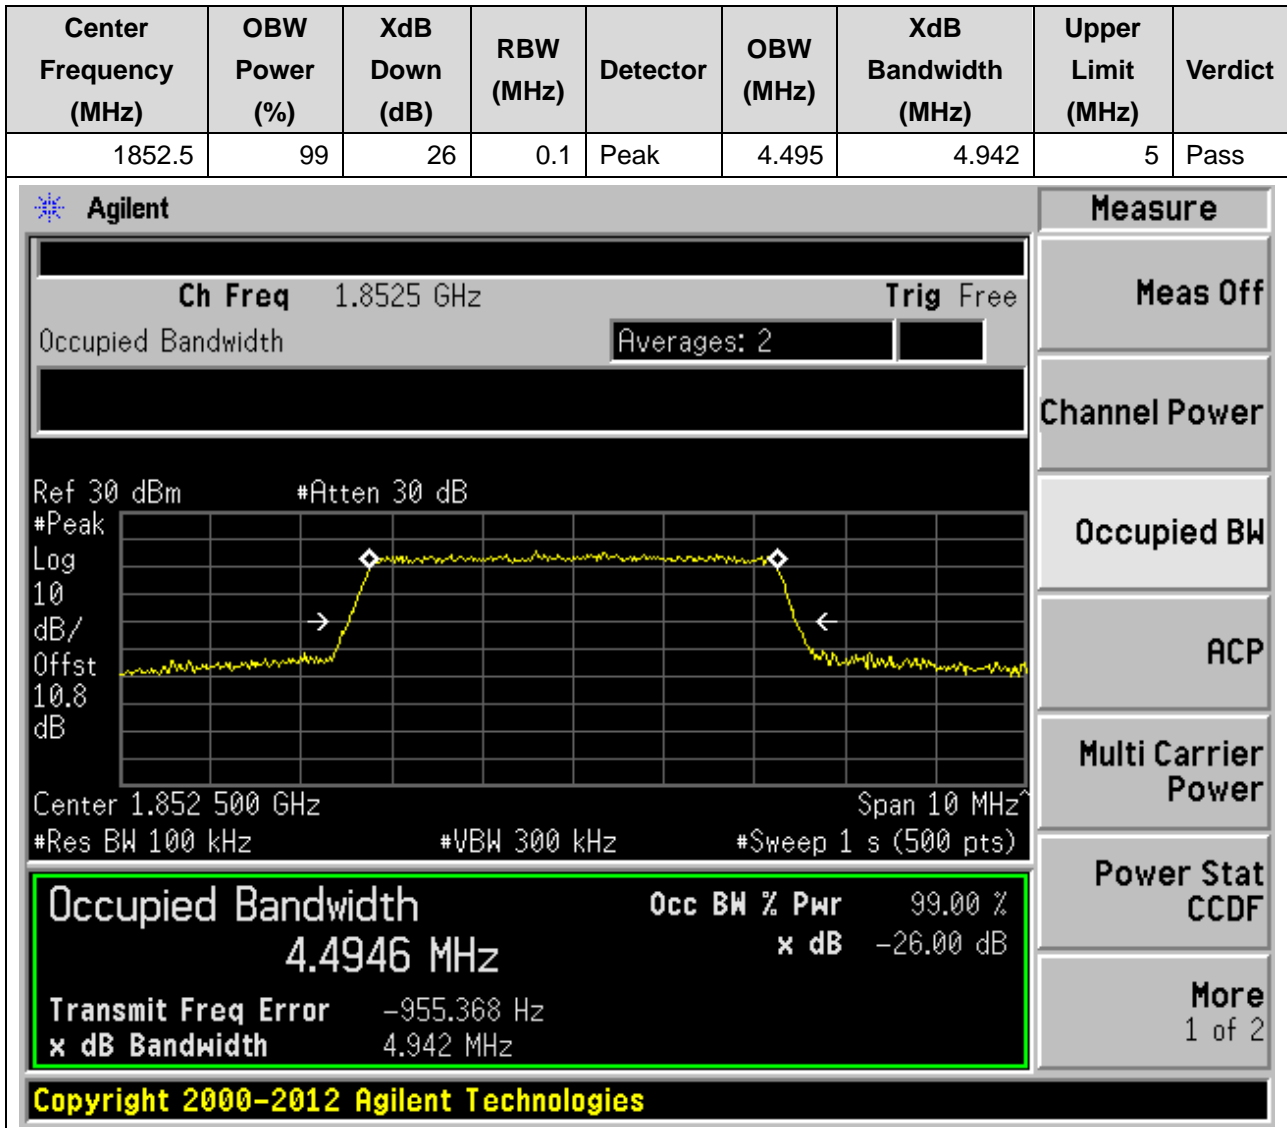 Center Frequency (MHz) OBW Power (%) XdB Down (dB) RBW (MHz) Detector OBW (MHz) XdB Bandwidth (MHz) Upper Limit (MHz) Verdict
1852.5 99 26 0.1 Peak 4.495 4.942 5 Pass
Agilent
Measure
Ch Freq 1.8525 GHz Trig Free
Meas Off
Occupied Bandwidth Averages: 2
Channel Power
Ref 30 dBm #Atten 30 dB
#Peak
Log
10
dB/
Offst
10.8
dB
Occupied BW
ACP
Multi Carrier
Power
Center 1.852 500 GHz Span 10 MHz^
#Res BW 100 kHz #VBW 300 kHz #Sweep 1 s (500 pts)
Power Stat
CCDF
Occupied Bandwidth Occ BW % Pwr 99.00 %
4.4946 MHz x dB -26.00 dB
Transmit Freq Error -955.368 Hz
x dB Bandwidth 4.942 MHz
More
1 of 2
Copyright 2000-2012 Agilent Technologies